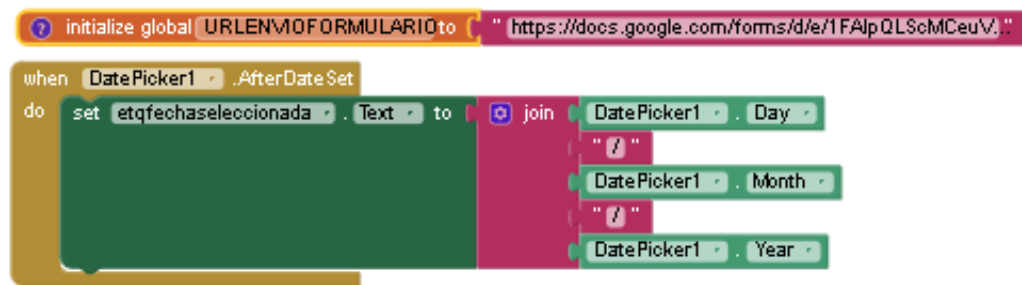 ? initialize global URLENVIOFORMULARIO to " https://docs.google.com/forms/d/e/1FAIpQLScMCeuV... "
when DatePicker1 .AfterDateSet
do set etqfechaseleccionada . Text to join DatePicker1 . Day
" / "
DatePicker1 . Month
" / "
DatePicker1 . Year